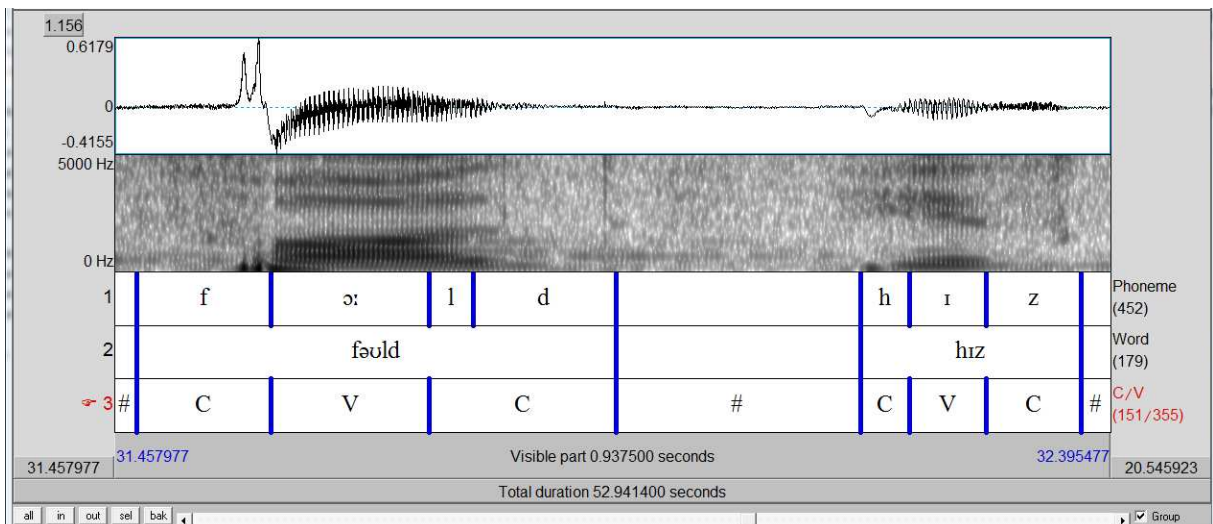 1.156
0.6179
0
-0.4155
5000 Hz
0 Hz
1 f ɔː l d h ɪ z Phoneme
(452)
2 fəʊld hɪz Word
(179)
☞ 3 # C V C # C V C # C/V
(151/355)
31.457977 31.457977 Visible part 0.937500 seconds 32.395477 20.545923
Total duration 52.941400 seconds
all in out sel bak Group